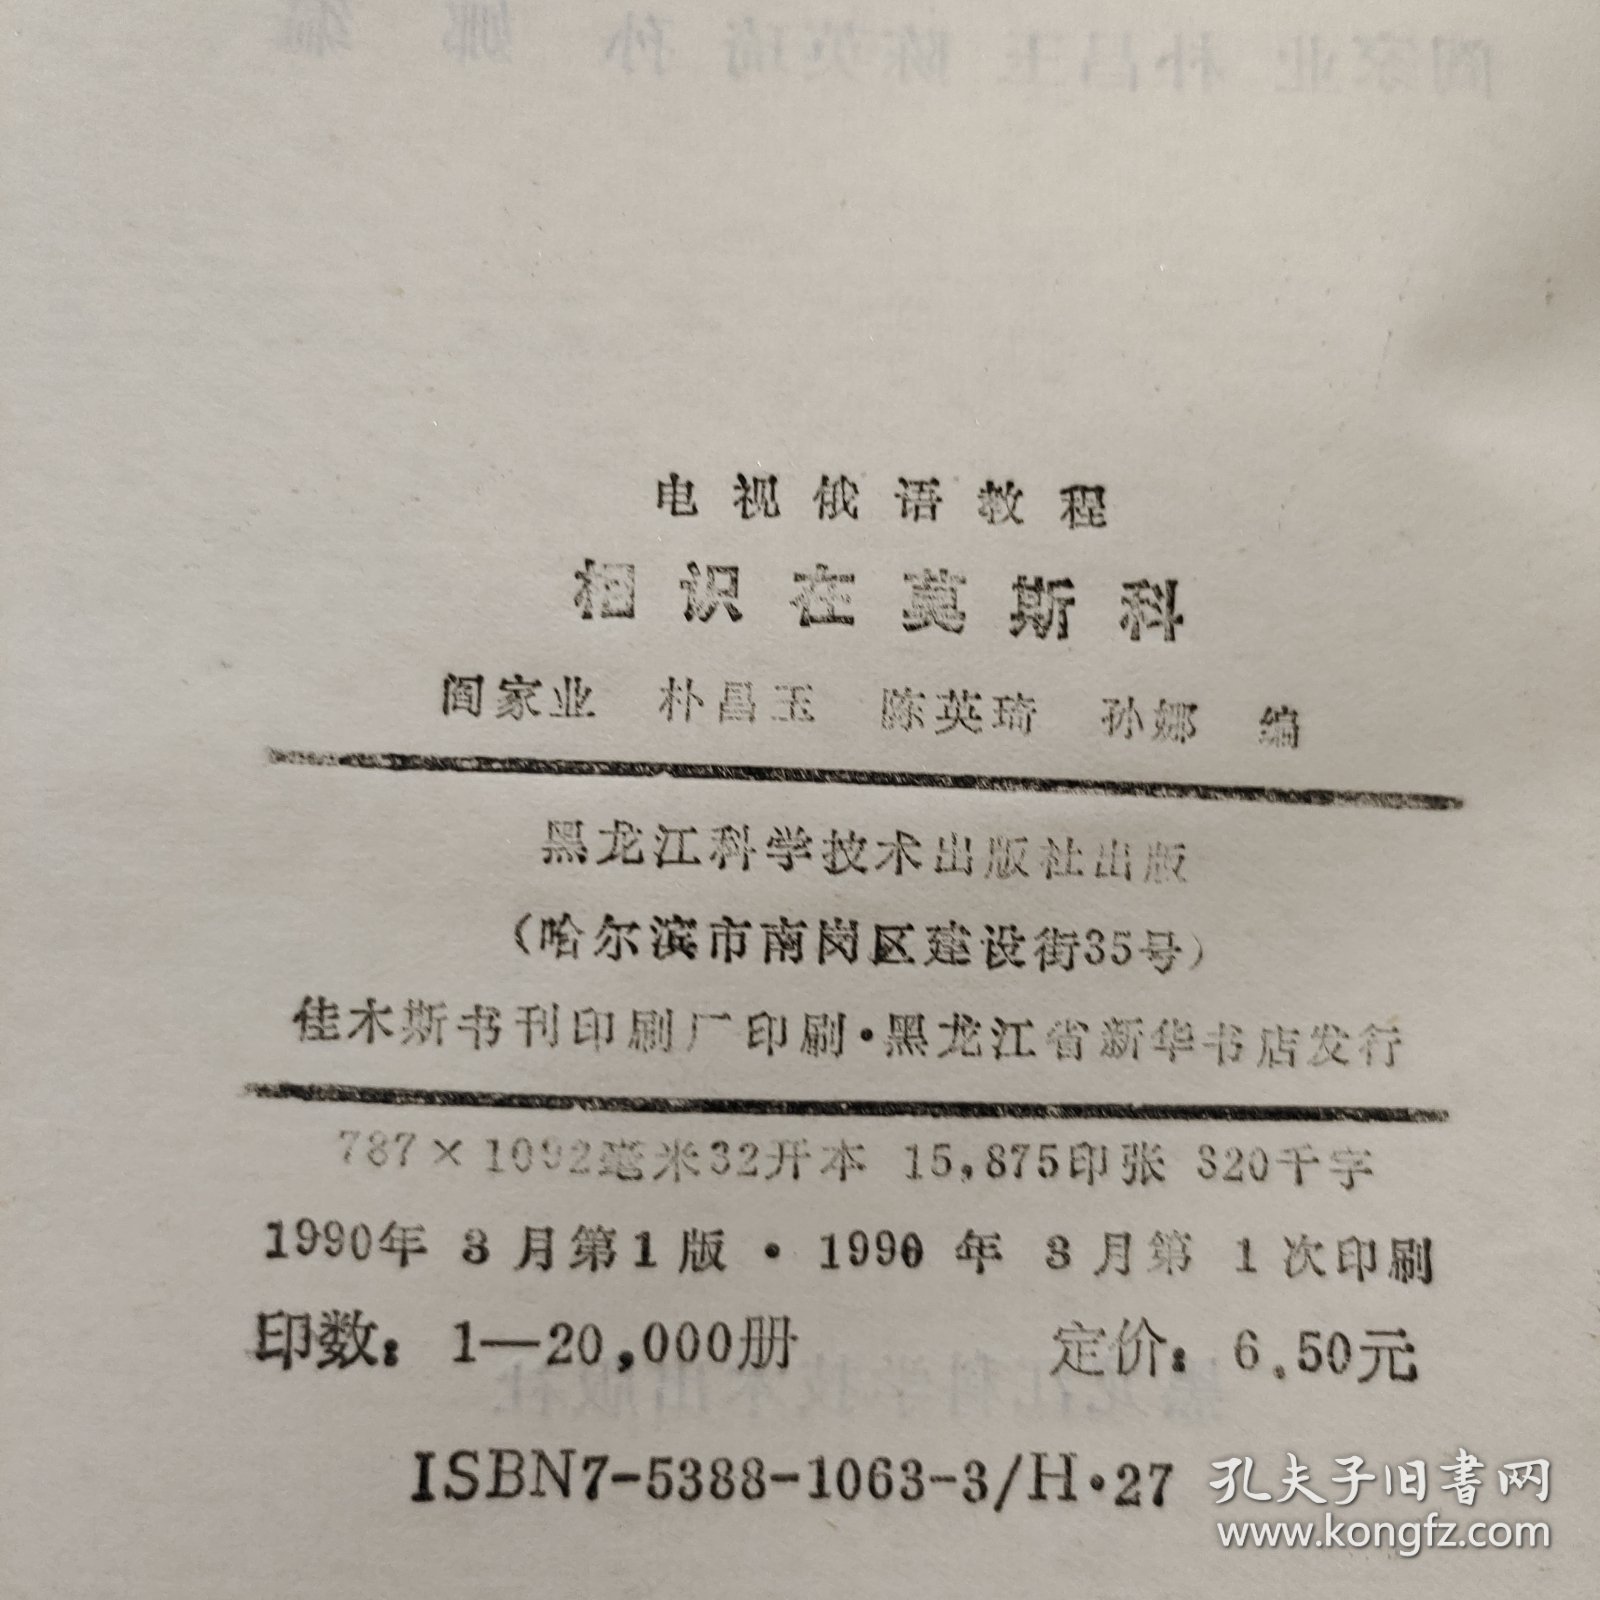 电视俄语教程
相识在莫斯科
阎家业 朴昌玉 陈英琦 孙娜 编
黑龙江科学技术出版社出版
（哈尔滨市南岗区建设街35号）
佳木斯书刊印刷厂印刷·黑龙江省新华书店发行
787×1092毫米32开本 15,875印张 320千字
1990年3月第1版·1990年3月第1次印刷
印数：1—20,000册 定价：6.50元
ISBN7-5388-1063-3/H·27
孔夫子旧书网
www.kongfz.com